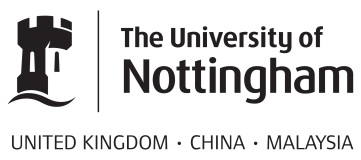 The University of
Nottingham
UNITED KINGDOM · CHINA · MALAYSIA